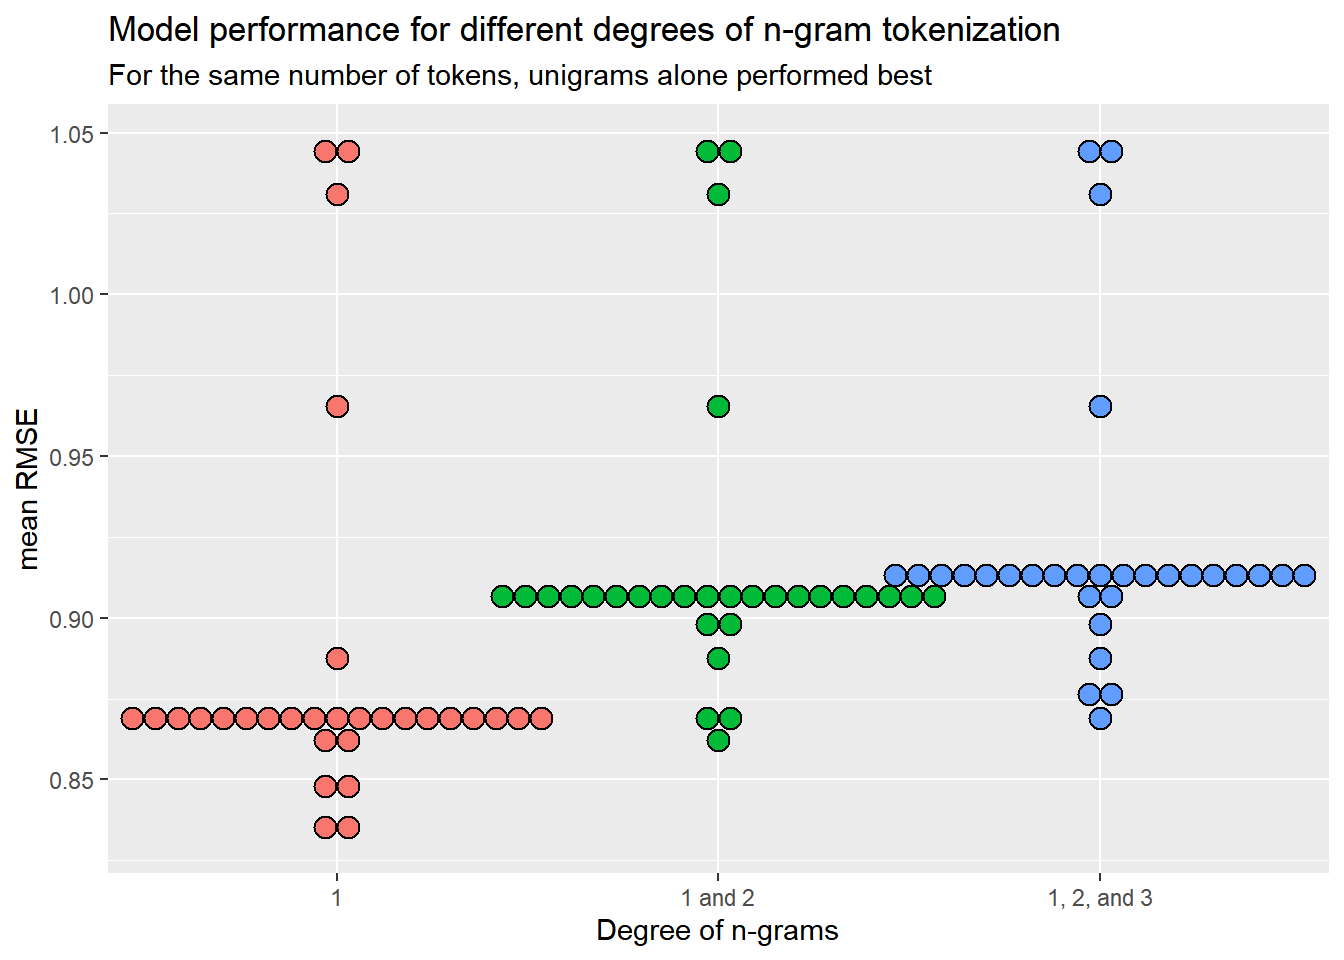 Model performance for different degrees of n-gram tokenization
For the same number of tokens, unigrams alone performed best
1.05
1.00
0.95
0.90
0.85
mean RMSE
1
1 and 2
1, 2, and 3
Degree of n-grams